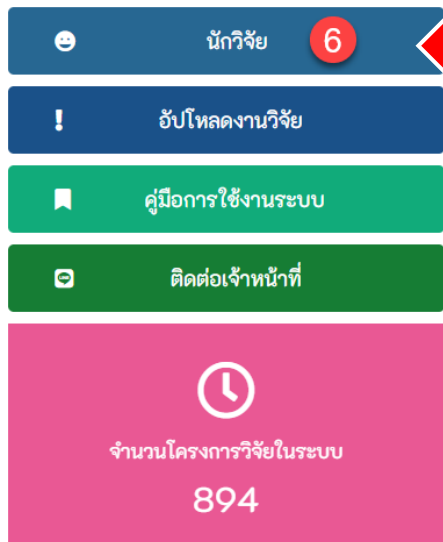 นักวิจัย 6
อัปโหลดงานวิจัย
คู่มือการใช้งานระบบ
ติดต่อเจ้าหน้าที่
จำนวนโครงการวิจัยในระบบ
894